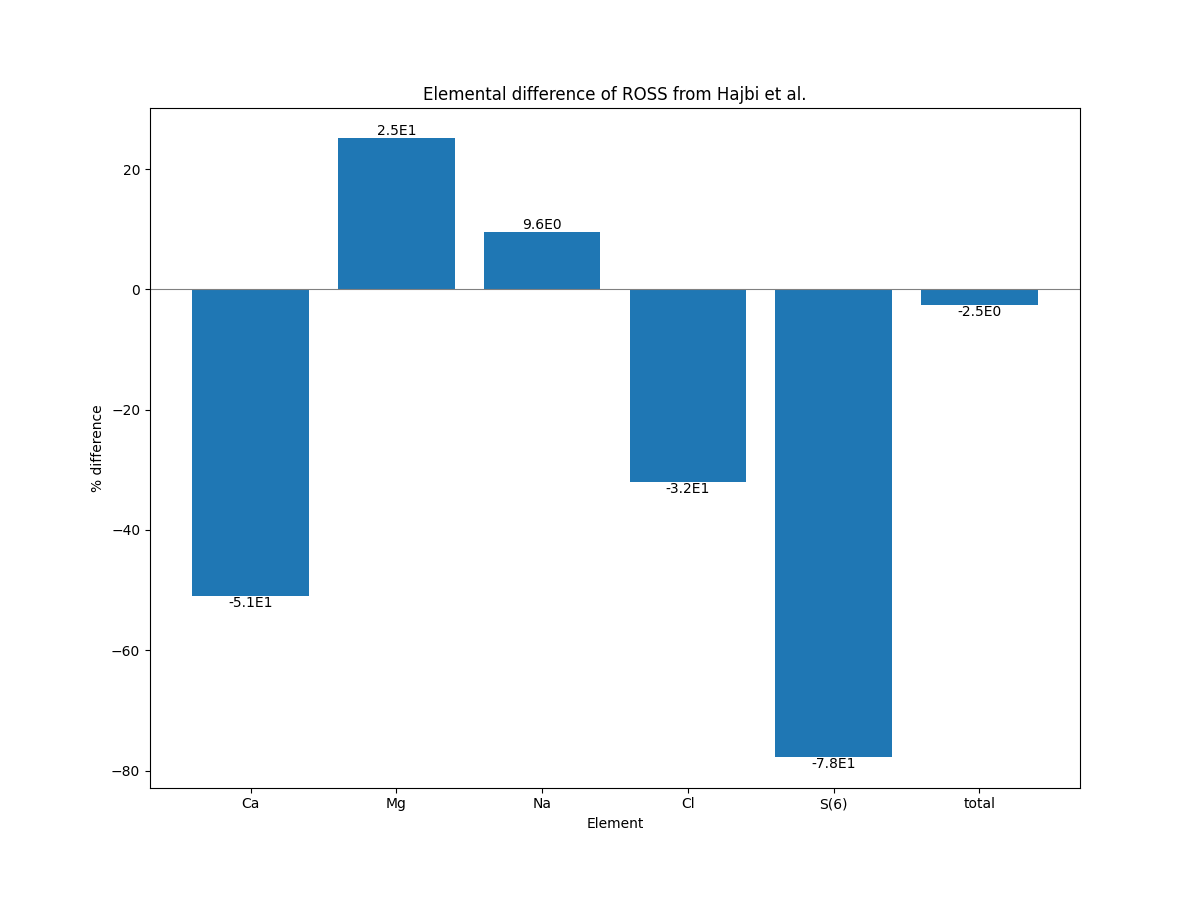 Elemental difference of ROSS from Hajbi et al.
2.5E1
20
9.6E0
0
-2.5E0
−20
% difference
-3.2E1
−40
-5.1E1
−60
-7.8E1
−80
Ca Mg Na Cl S(6) total
Element